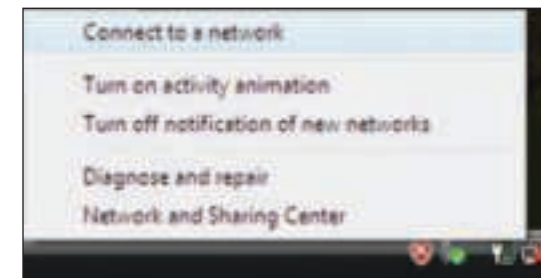 Connect to a network
Turn on activity animation
Turn off notification of new networks
Diagnose and repair
Network and Sharing Center